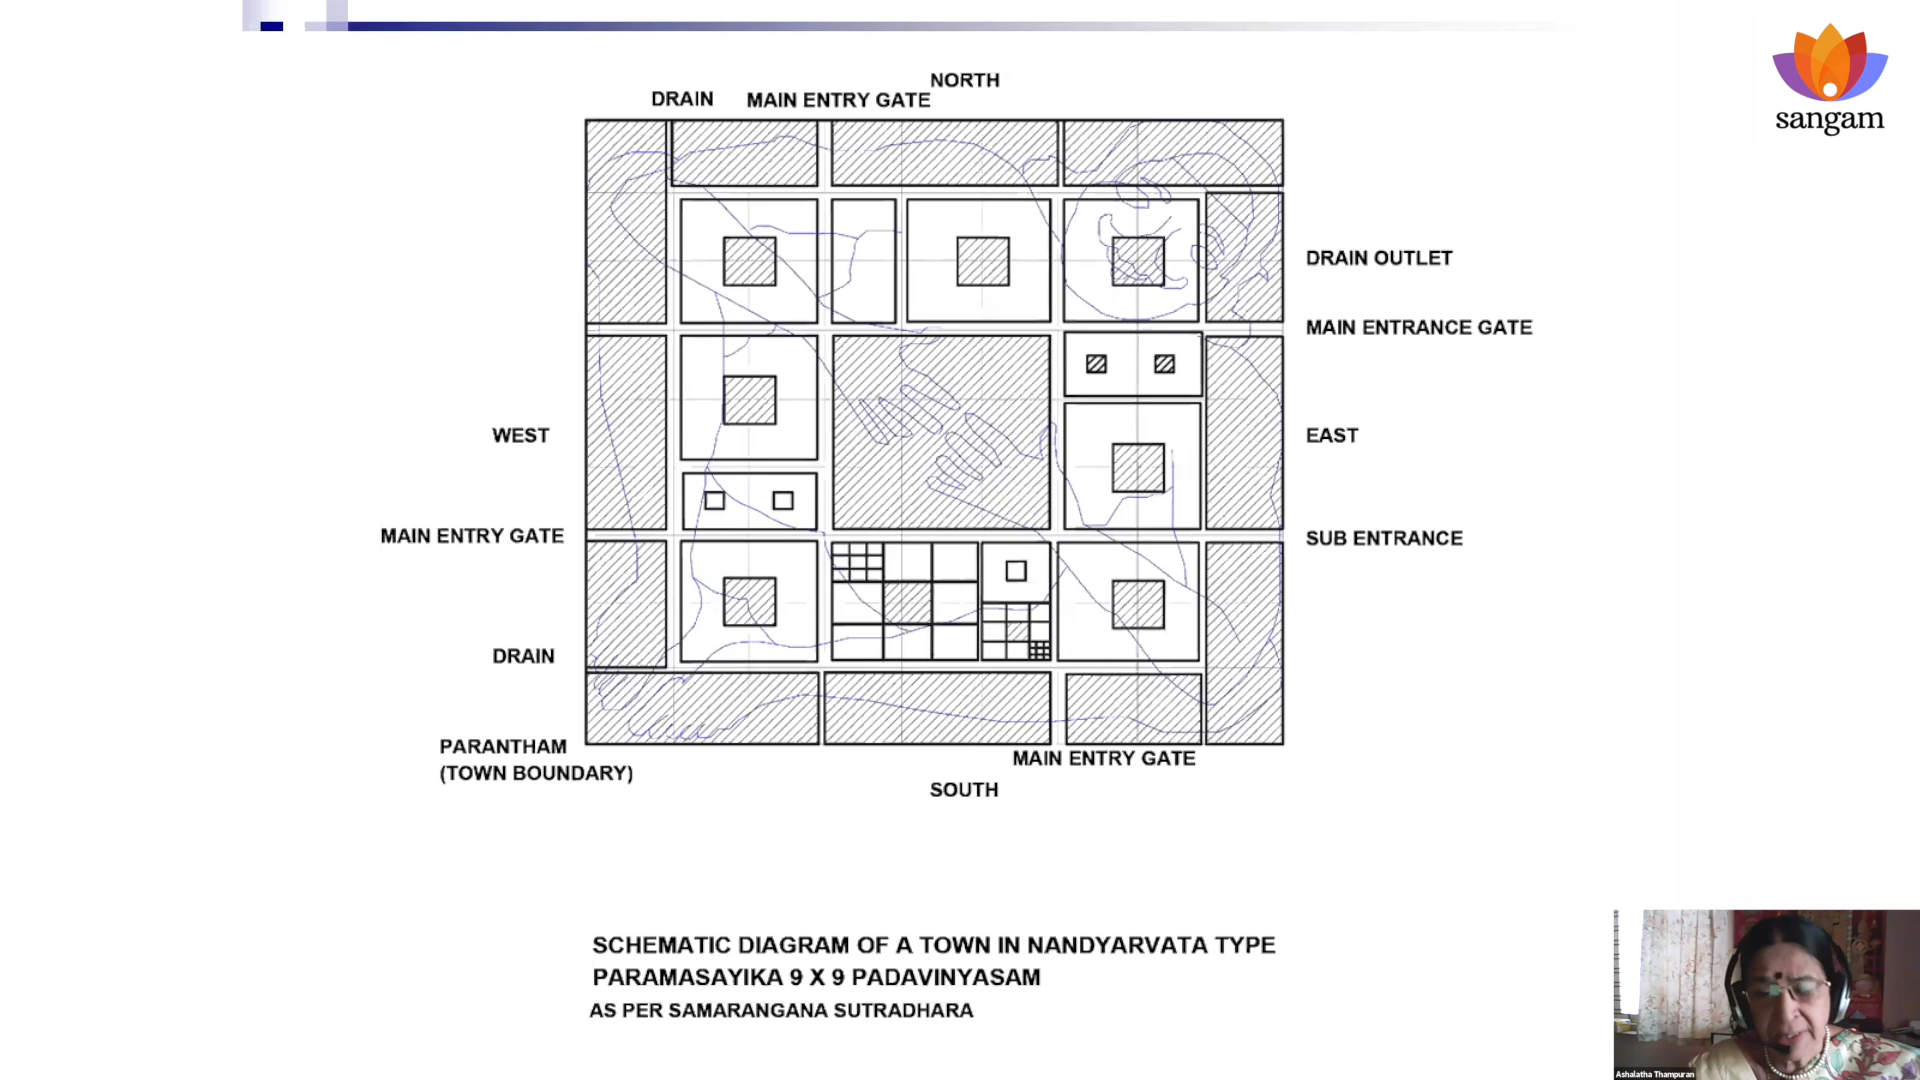 sangam
NORTH
DRAIN
MAIN ENTRY GATE
DRAIN OUTLET
MAIN ENTRANCE GATE
WEST
EAST
MAIN ENTRY GATE
SUB ENTRANCE
DRAIN
PARANTHAM
(TOWN BOUNDARY)
MAIN ENTRY GATE
SOUTH
SCHEMATIC DIAGRAM OF A TOWN IN NANDYARVATA TYPE
PARAMASAYIKA 9 X 9 PADAVINYASAM
AS PER SAMARANGANA SUTRADHARA
Ashalatha Thampuran